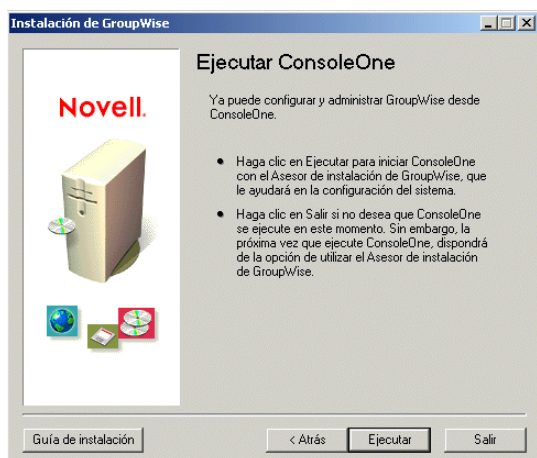 Instalación de GroupWise
Novell.
Ejecutar ConsoleOne
Ya puede configurar y administrar GroupWise desde
ConsoleOne.
• Haga clic en Ejecutar para iniciar ConsoleOne
con el Asesor de instalación de GroupWise, que
le ayudará en la configuración del sistema.
• Haga clic en Salir si no desea que ConsoleOne
se ejecute en este momento. Sin embargo, la
próxima vez que ejecute ConsoleOne, dispondrá
de la opción de utilizar el Asesor de instalación
de GroupWise.
Guía de instalación
< Atrás
Ejecutar
Salir